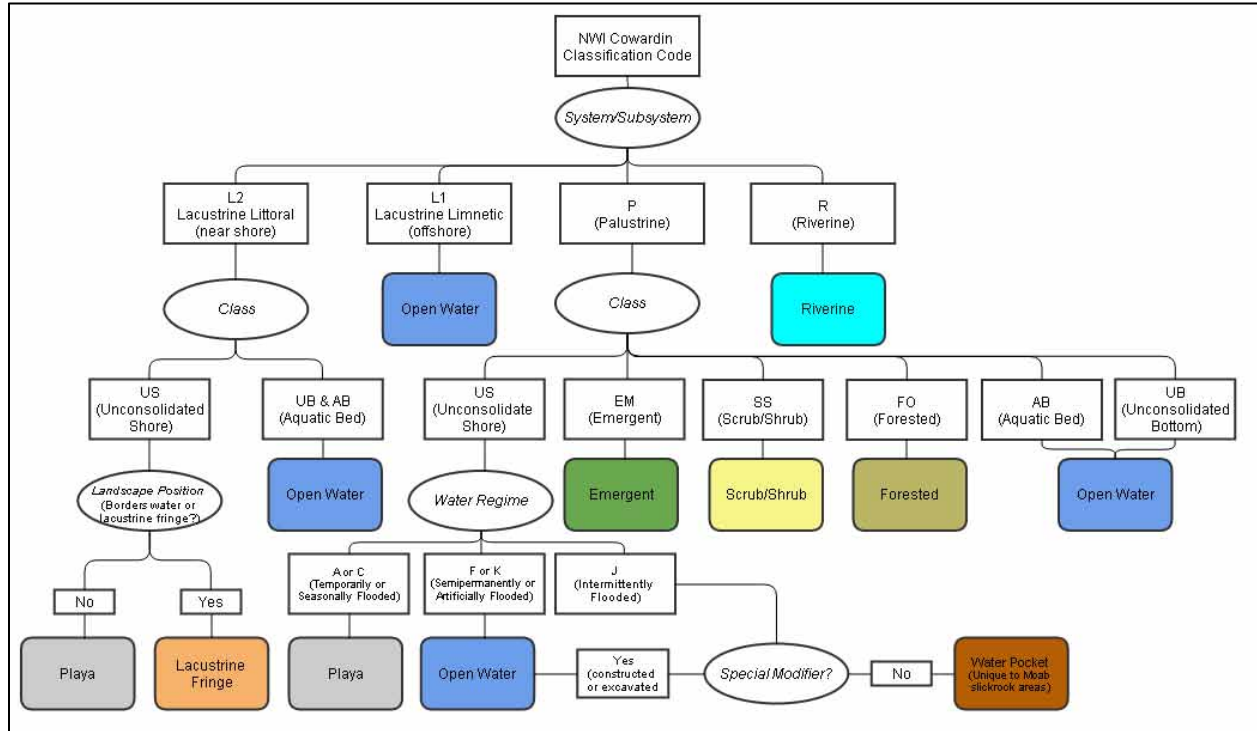 NWI Cowardin
Classification Code
System/Subsystem
L2
Lacustrine Littoral
(near shore)
L1
Lacustrine Limnetic
(offshore)
P
(Palustrine)
R
(Riverine)
Class
Open Water
Class
Riverine
US
(Unconsolidated
Shore)
UB & AB
(Aquatic Bed)
US
(Unconsolidate
Shore)
EM
(Emergent)
SS
(Scrub/Shrub)
FO
(Forested)
AB
(Aquatic Bed)
UB
(Unconsolidated
Bottom)
Landscape Position
(Borders water or
lacustrine fringe?)
Open Water
Water Regime
Emergent
Scrub/Shrub
Forested
Open Water
A or C
(Temporarily or
Seasonally Flooded)
F or K
(Semipermanently or
Artificially Flooded)
J
(Intermittently
Flooded)
No
Yes
Playa
Lacustrine
Fringe
Playa
Open Water
Yes
(constructed
or excavated
Special Modifier?
No
Water Pocket
(Unique to Moab
slickrock areas)